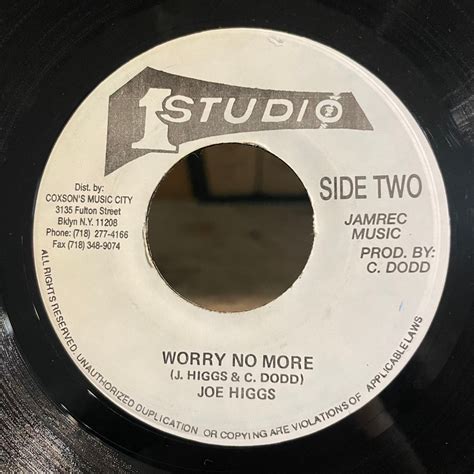 1 STUDIO
Dist. by:
COXSON'S MUSIC CITY
3135 Fulton Street
Bklyn N.Y. 11208
Phone: (718) 277-4166
Fax (718) 348-9074
SIDE TWO
JAMREC
MUSIC
PROD. BY:
C. DODD
WORRY NO MORE
(J. HIGGS & C. DODD)
JOE HIGGS
ALL RIGHTS RESERVED. UNAUTHORIZED DUPLICATION OR COPYING ARE VIOLATIONS OF APPLICABLE LAWS